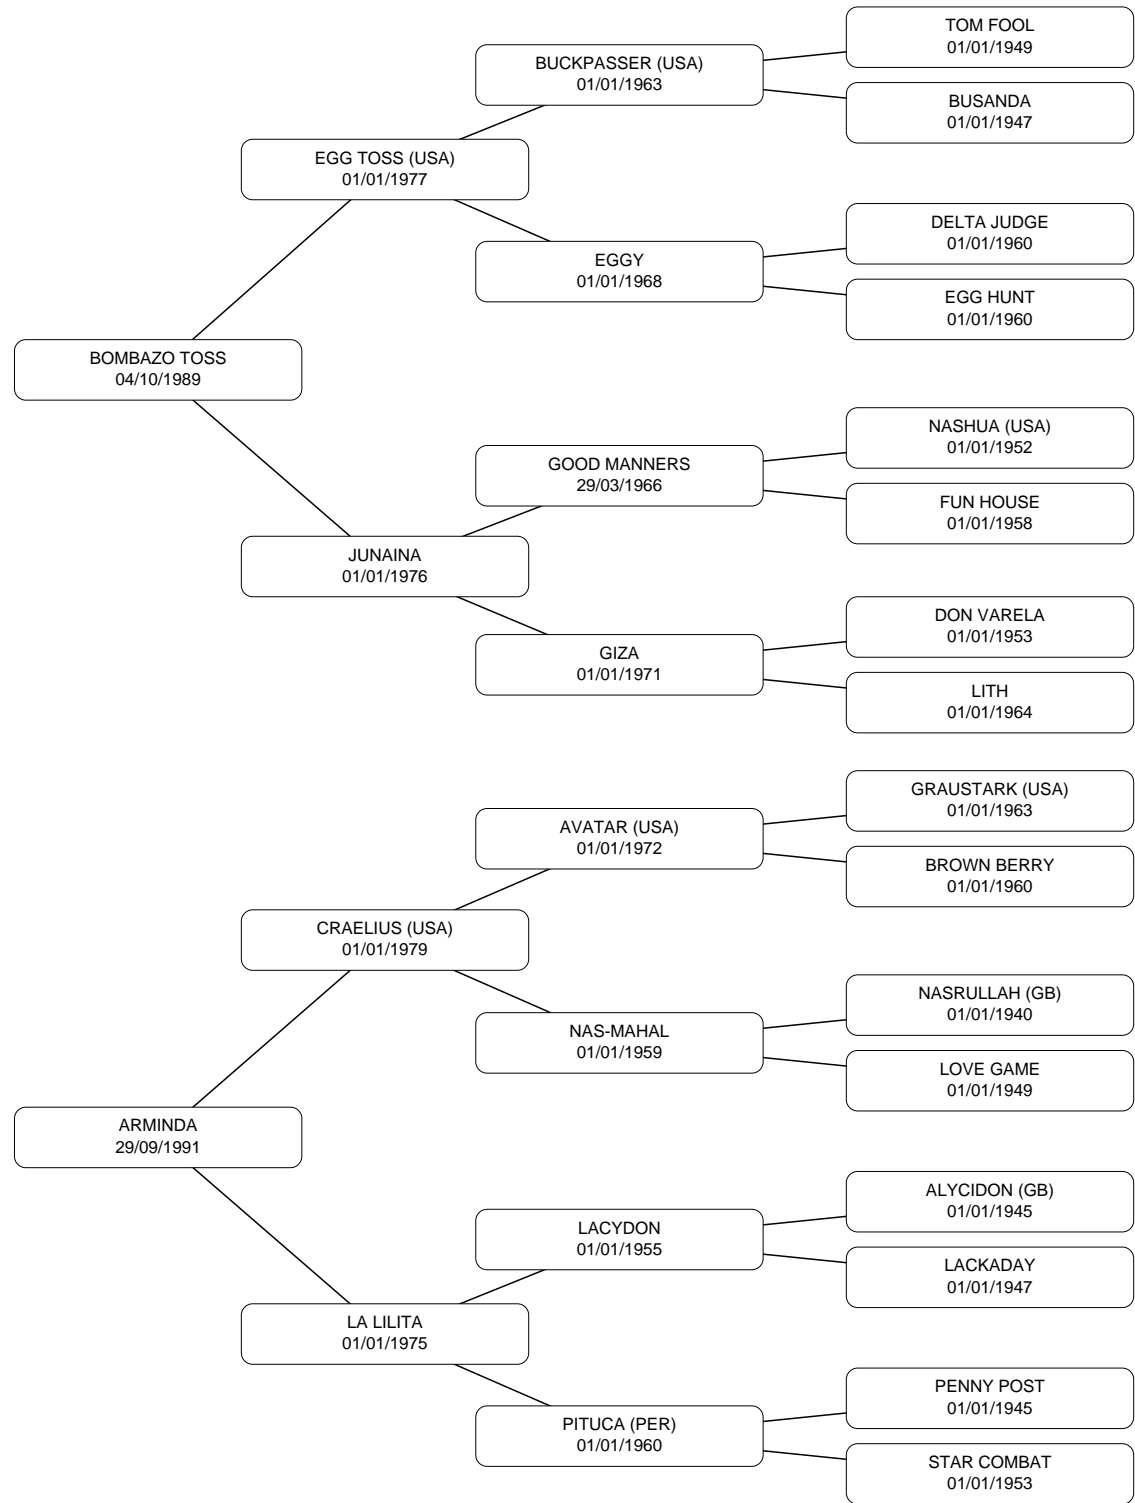 TOM FOOL
01/01/1949
BUCKPASSER (USA)
01/01/1963
BUSANDA
01/01/1947
EGG TOSS (USA)
01/01/1977
DELTA JUDGE
01/01/1960
EGGY
01/01/1968
EGG HUNT
01/01/1960
BOMBAZO TOSS
04/10/1989
NASHUA (USA)
01/01/1952
GOOD MANNERS
29/03/1966
FUN HOUSE
01/01/1958
JUNAINA
01/01/1976
DON VARELA
01/01/1953
GIZA
01/01/1971
LITH
01/01/1964
GRAUSTARK (USA)
01/01/1963
AVATAR (USA)
01/01/1972
BROWN BERRY
01/01/1960
CRAELIUS (USA)
01/01/1979
NASRULLAH (GB)
01/01/1940
NAS-MAHAL
01/01/1959
LOVE GAME
01/01/1949
ARMINDA
29/09/1991
ALYCIDON (GB)
01/01/1945
LACYDON
01/01/1955
LACKADAY
01/01/1947
LA LILITA
01/01/1975
PENNY POST
01/01/1945
PITUCA (PER)
01/01/1960
STAR COMBAT
01/01/1953